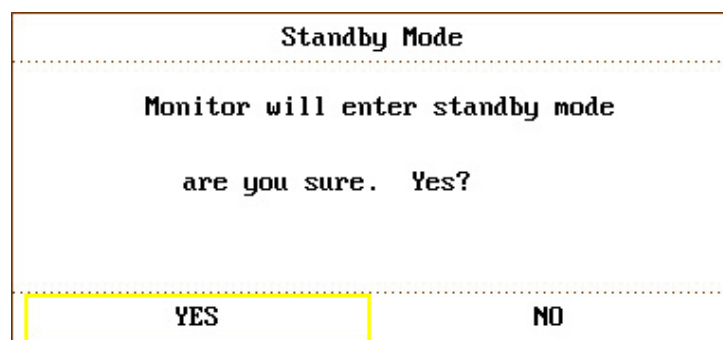 Standby Mode
Monitor will enter standby mode
are you sure. Yes?
YES NO